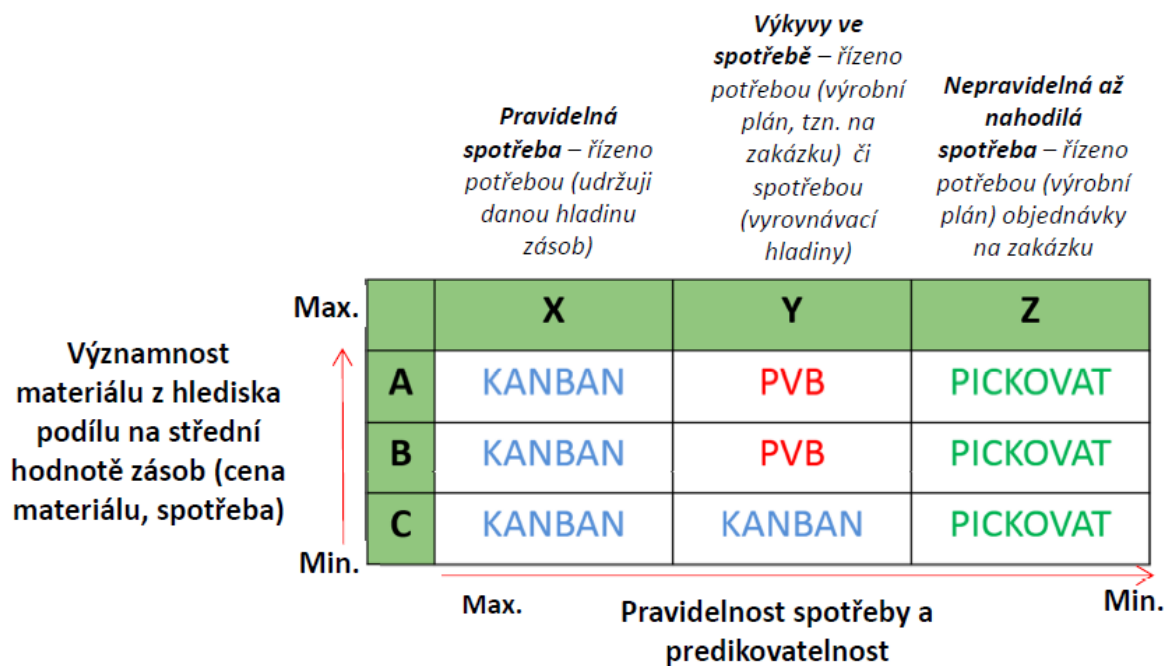 Pravidelná
spotřeba – řízeno
potřebou (udržuji
danou hladinu
zásob)
Výkyvy ve
spotřebě – řízeno
potřebou (výrobní
plán, tzn. na
zakázku) či
spotřebou
(vyrovnávací
hladiny)
Nepravidelná až
nahodilá
spotřeba – řízeno
potřebou (výrobní
plán) objednávky
na zakázku
Max.
Významnost
materiálu z hlediska
podílu na střední
hodnotě zásob (cena
materiálu, spotřeba)
Min.
X Y Z
A KANBAN PVB PICKOVAT
B KANBAN PVB PICKOVAT
C KANBAN KANBAN PICKOVAT
Max. Min.
Pravidelnost spotřeby a
predikovatelnost